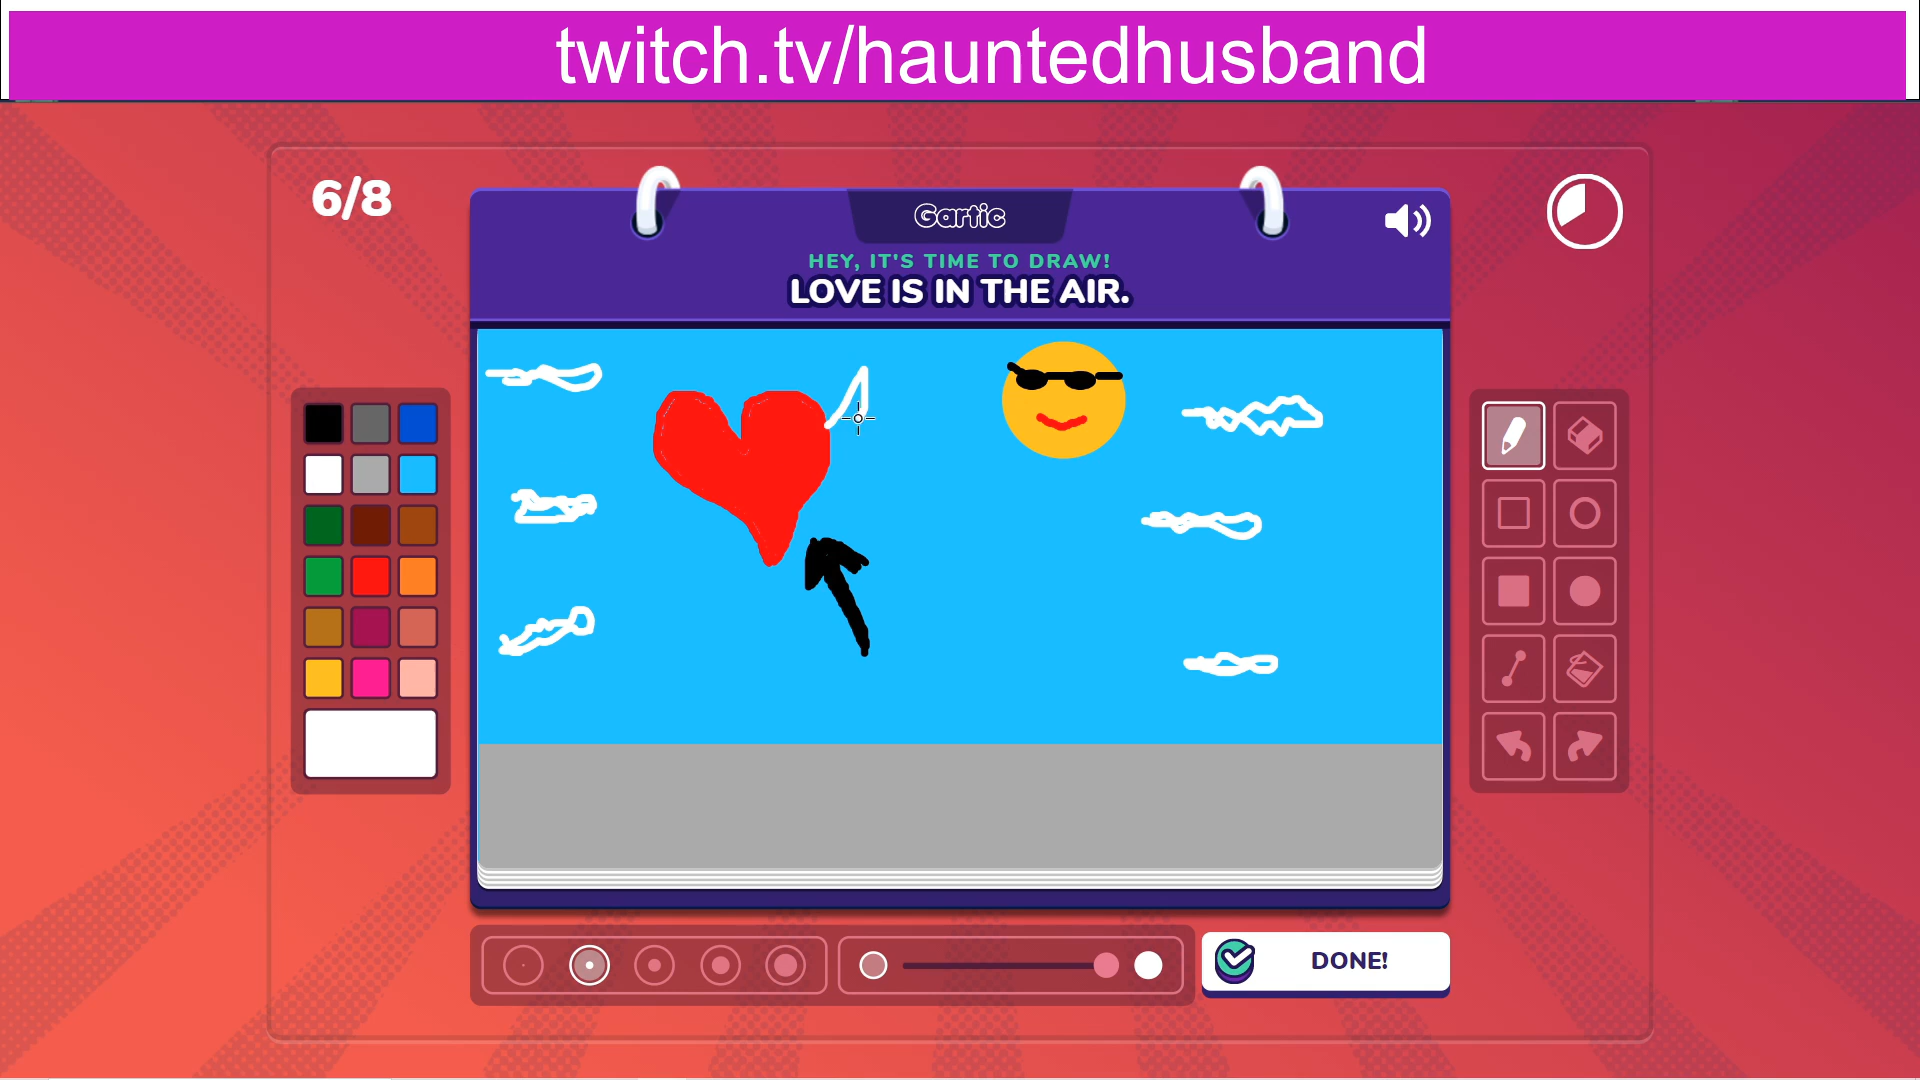 twitch.tv/hauntedhusband
6/8
Gartic
HEY, IT'S TIME TO DRAW!
LOVE IS IN THE AIR.
DONE!